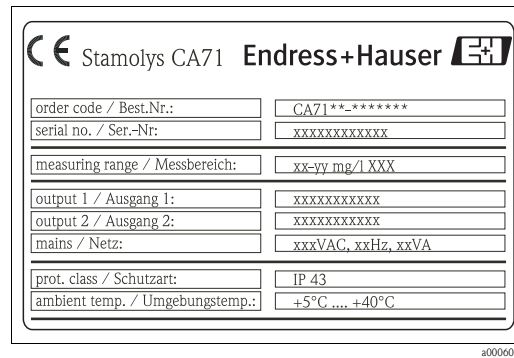 CE Stamolys CA71 Endress+Hauser EH
order code / Best.Nr.: CA71**-*******
serial no. / Ser.-Nr: xxxxxxxxxxxx
measuring range / Messbereich: xx-yy mg/l XXX
output 1 / Ausgang 1: xxxxxxxxxxx
output 2 / Ausgang 2: xxxxxxxxxxx
mains / Netz: xxxVAC, xxHz, xxVA
prot. class / Schutzart: IP 43
ambient temp. / Umgebungstemp.: +5°C .... +40°C
a00060